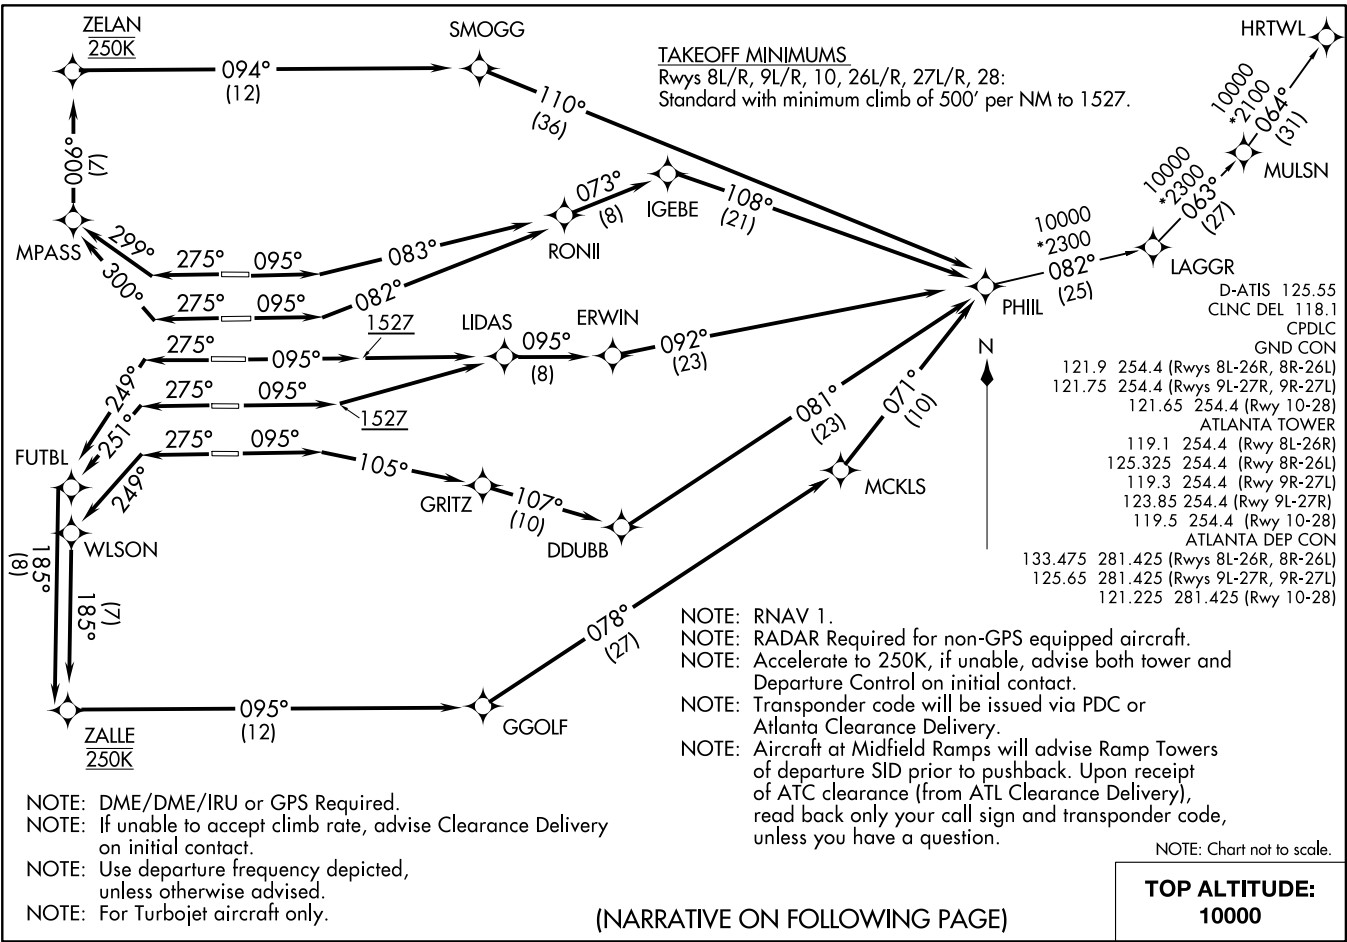 ZELAN
250K
SMOGG
HRTWL
094°
(12)
TAKEOFF MINIMUMS
Rwys 8L/R, 9L/R, 10, 26L/R, 27L/R, 28:
Standard with minimum climb of 500' per NM to 1527.
110°
(36)
10000
*2100
064°
(31)
MULSN
006°
(7)
10000
*2300
063°
(27)
073°
(8)
IGEBE
108°
(21)
MPASS
299°
275°
095°
083°
RONII
10000
*2300
082°
(25)
LAGGR
300°
275°
095°
082°
PHIIL
1527
LIDAS
ERWIN
275°
095°
095°
(8)
092°
(23)
N
249°
275°
095°
1527
251°
081°
(23)
071°
(10)
275°
095°
105°
FUTBL
249°
GRITZ
107°
(10)
MCKLS
WLSON
DDUBB
185°
(8)
185°
(7)
078°
(27)
095°
(12)
GGOLF
ZALLE
250K
D-ATIS 125.55
CLNC DEL 118.1
CPDLC
GND CON
121.9 254.4 (Rwys 8L-26R, 8R-26L)
121.75 254.4 (Rwys 9L-27R, 9R-27L)
121.65 254.4 (Rwy 10-28)
ATLANTA TOWER
119.1 254.4 (Rwy 8L-26R)
125.325 254.4 (Rwy 8R-26L)
119.3 254.4 (Rwy 9R-27L)
123.85 254.4 (Rwy 9L-27R)
119.5 254.4 (Rwy 10-28)
ATLANTA DEP CON
133.475 281.425 (Rwys 8L-26R, 8R-26L)
125.65 281.425 (Rwys 9L-27R, 9R-27L)
121.225 281.425 (Rwy 10-28)
NOTE: RNAV 1.
NOTE: RADAR Required for non-GPS equipped aircraft.
NOTE: Accelerate to 250K, if unable, advise both tower and
Departure Control on initial contact.
NOTE: Transponder code will be issued via PDC or
Atlanta Clearance Delivery.
NOTE: Aircraft at Midfield Ramps will advise Ramp Towers
of departure SID prior to pushback. Upon receipt
of ATC clearance (from ATL Clearance Delivery),
read back only your call sign and transponder code,
unless you have a question.
NOTE: DME/DME/IRU or GPS Required.
NOTE: If unable to accept climb rate, advise Clearance Delivery
on initial contact.
NOTE: Use departure frequency depicted,
unless otherwise advised.
NOTE: For Turbojet aircraft only.
NOTE: Chart not to scale.
(NARRATIVE ON FOLLOWING PAGE)
TOP ALTITUDE:
10000